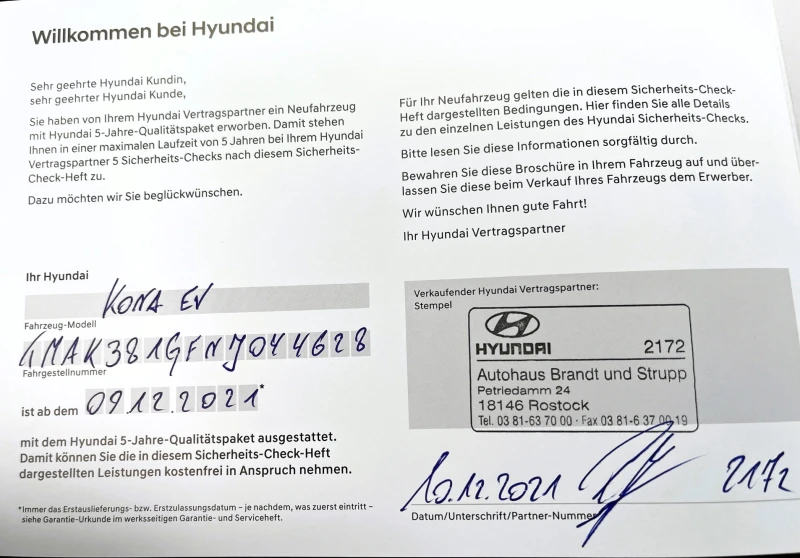 Willkommen bei Hyundai
Sehr geehrte Hyundai Kundin,
sehr geehrter Hyundai Kunde,
Sie haben von Ihrem Hyundai Vertragspartner ein Neufahrzeug
mit Hyundai 5-Jahre-Qualitätspaket erworben. Damit stehen
Ihnen in einer maximalen Laufzeit von 5 Jahren bei Ihrem Hyundai
Vertragspartner 5 Sicherheits-Checks nach diesem Sicherheits-
Check-Heft zu.
Dazu möchten wir Sie beglückwünschen.
Ihr Hyundai
KONA EV
Fahrzeug-Modell
KMAK381GFNJ044628
Fahrgestellnummer
ist ab dem 09.12.2021*
mit dem Hyundai 5-Jahre-Qualitätspaket ausgestattet.
Damit können Sie die in diesem Sicherheits-Check-Heft
dargestellten Leistungen kostenfrei in Anspruch nehmen.
*Immer das Erstauslieferungs- bzw. Erstzulassungsdatum – je nachdem, was zuerst eintritt –
siehe Garantie-Urkunde im werksseitigen Garantie- und Serviceheft.
Für Ihr Neufahrzeug gelten die in diesem Sicherheits-Check-
Heft dargestellten Bedingungen. Hier finden Sie alle Details
zu den einzelnen Leistungen des Hyundai Sicherheits-Checks.
Bitte lesen Sie diese Informationen sorgfältig durch.
Bewahren Sie diese Broschüre in Ihrem Fahrzeug auf und über-
lassen Sie diese beim Verkauf Ihres Fahrzeugs dem Erwerber.
Wir wünschen Ihnen gute Fahrt!
Ihr Hyundai Vertragspartner
Verkaufender Hyundai Vertragspartner:
Stempel
HYUNDAI 2172
Autohaus Brandt und Strupp
Petriedamm 24
18146 Rostock
Tel. 03 81-63 70 00 · Fax 03 81-6 37 00 19
10.12.2021 2172
Datum/Unterschrift/Partner-Nummer